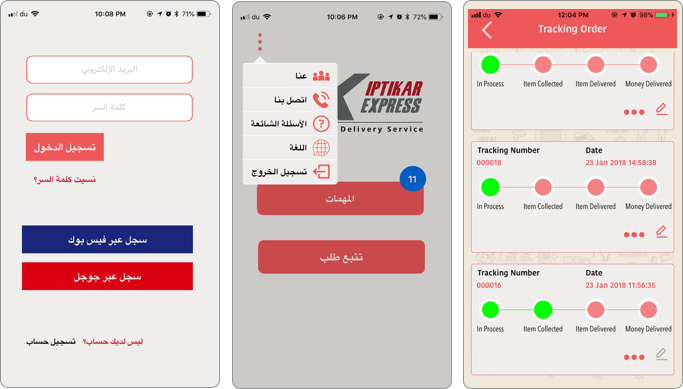 du
10:08 PM
71%
البريد الإلكتروني
كلمة السر
تسجيل الدخول
نسيت كلمة السر؟
سجل عبر فيس بوك
سجل عبر جوجل
ليس لديك حساب؟ تسجيل حساب
du
10:06 PM
72%
عنا
اتصل بنا
الأسئلة الشائعة
اللغة
تسجيل الخروج
IPTIKAR
EXPRESS
Delivery Service
11
المهمات
تتبع طلب
du
12:04 PM
98%
Tracking Order
In Process Item Collected Item Delivered Money Delivered
Tracking Number Date
000018 23 Jan 2018 14:58:38
In Process Item Collected Item Delivered Money Delivered
Tracking Number Date
000016 23 Jan 2018 11:56:35
In Process Item Collected Item Delivered Money Delivered